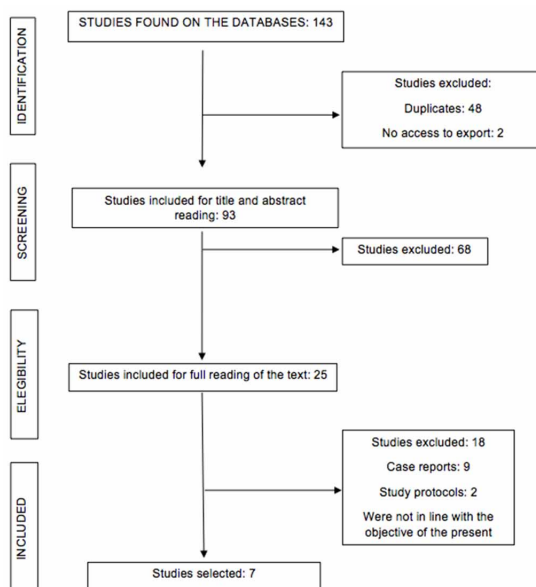 IDENTIFICATION
STUDIES FOUND ON THE DATABASES: 143
Studies excluded:
Duplicates: 48
No access to export: 2
SCREENING
Studies included for title and abstract
reading: 93
Studies excluded: 68
ELEGIBILITY
Studies included for full reading of the text: 25
Studies excluded: 18
Case reports: 9
Study protocols: 2
Were not in line with the
objective of the present
INCLUDED
Studies selected: 7